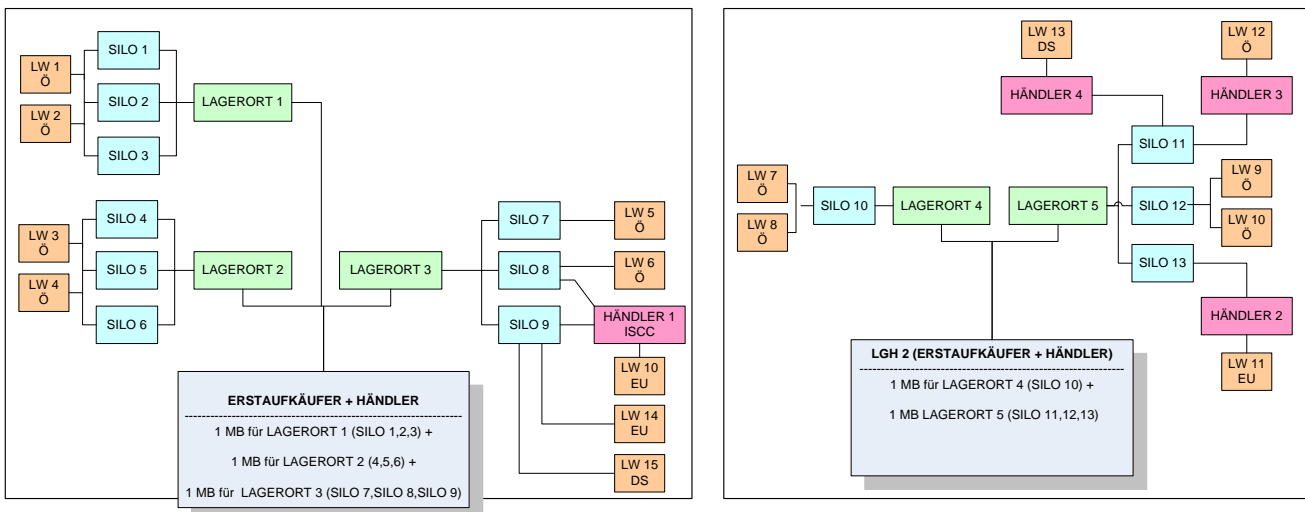 SILO 1
LW 1
Ö
SILO 2
LAGERORT 1
LW 2
Ö
SILO 3
SILO 4
LW 3
Ö
SILO 5
LAGERORT 2
LW 4
Ö
SILO 6
LAGERORT 3
SILO 7
LW 5
Ö
SILO 8
LW 6
Ö
SILO 9
HÄNDLER 1
ISCC
LW 10
EU
LW 14
EU
LW 15
DS
ERSTAUFKÄUFER + HÄNDLER
--------------------------------------------------------------
1 MB für LAGERORT 1 (SILO 1,2,3) +
1 MB für LAGERORT 2 (4,5,6) +
1 MB für LAGERORT 3 (SILO 7,SILO 8,SILO 9)
LW 13
DS
LW 12
Ö
HÄNDLER 4
HÄNDLER 3
SILO 11
LW 7
Ö
LW 8
Ö
SILO 10
LAGERORT 4
LAGERORT 5
SILO 12
LW 9
Ö
LW 10
Ö
SILO 13
HÄNDLER 2
LW 11
EU
LGH 2 (ERSTAUFKÄUFER + HÄNDLER)
--------------------------------------------------------------
1 MB für LAGERORT 4 (SILO 10) +
1 MB LAGERORT 5 (SILO 11,12,13)